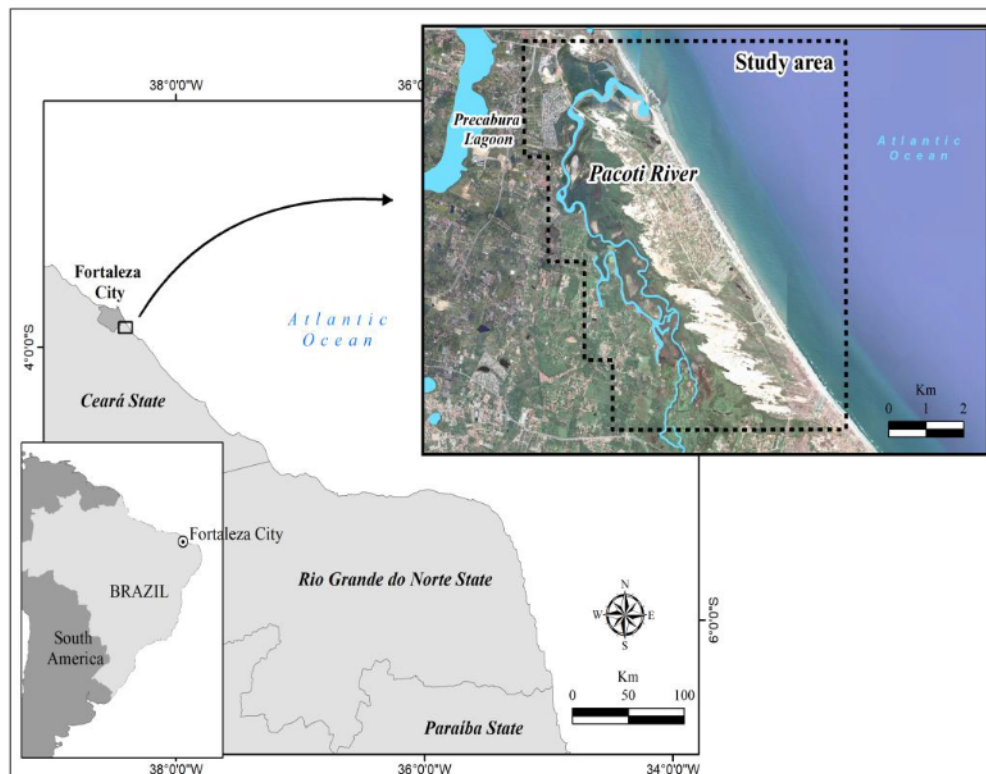 38°0'0"W
36°
Study area
Precabura
Lagoon
Atlantic
Ocean
Pacoti River
Fortaleza
City
Atlantic
Ocean
4°0'0"S
Km
0 1 2
Ceará State
Fortaleza City
BRAZIL
South
America
Rio Grande do Norte State
N
W E
S
6°0'0"S
Km
0 50 100
Paraíba State
38°0'0"W
36°0'0"W
34°0'0"W